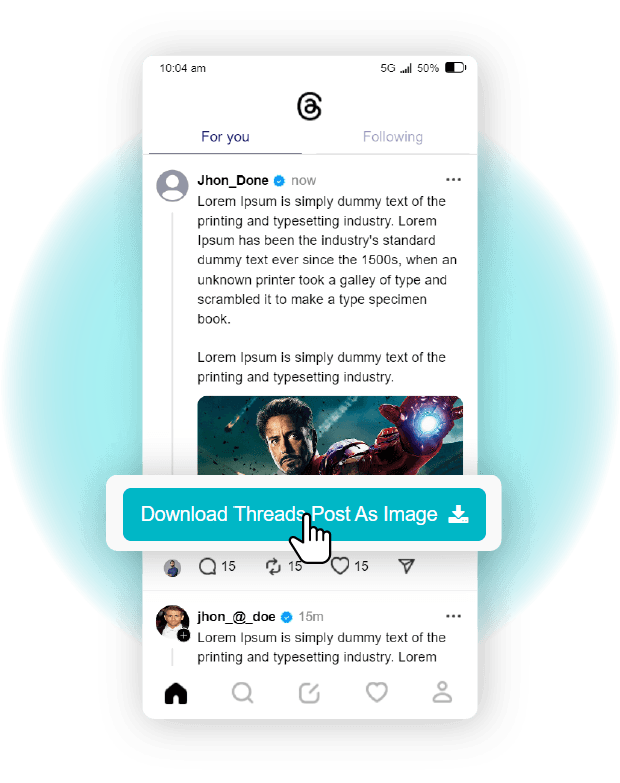 10:04 am 5G 50%
For you Following
Jhon_Done now
Lorem Ipsum is simply dummy text of the
printing and typesetting industry. Lorem
Ipsum has been the industry's standard
dummy text ever since the 1500s, when an
unknown printer took a galley of type and
scrambled it to make a type specimen
book.
Lorem Ipsum is simply dummy text of the
printing and typesetting industry.
Download Threads Post As Image
15 15 15
jhon_@_doe 15m
Lorem Ipsum is simply dummy text of the
printing and typesetting industry. Lorem